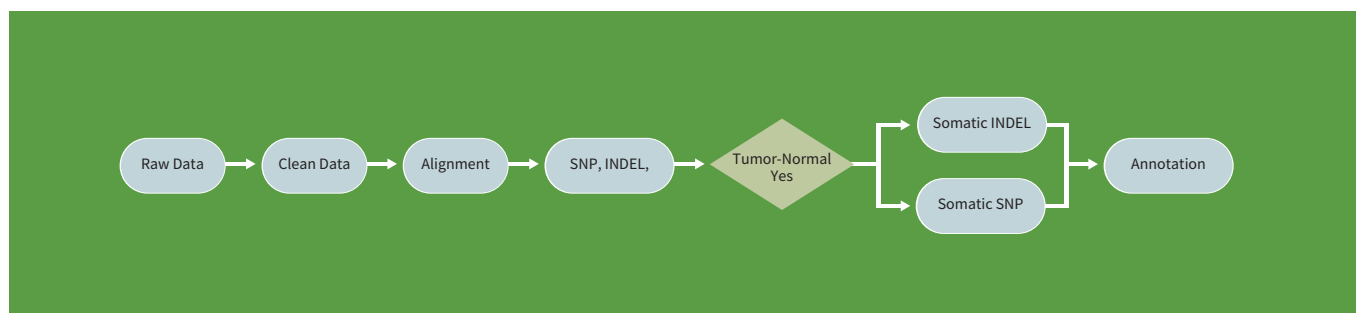 Raw Data
Clean Data
Alignment
SNP, INDEL,
Tumor-Normal
Yes
Somatic INDEL
Somatic SNP
Annotation